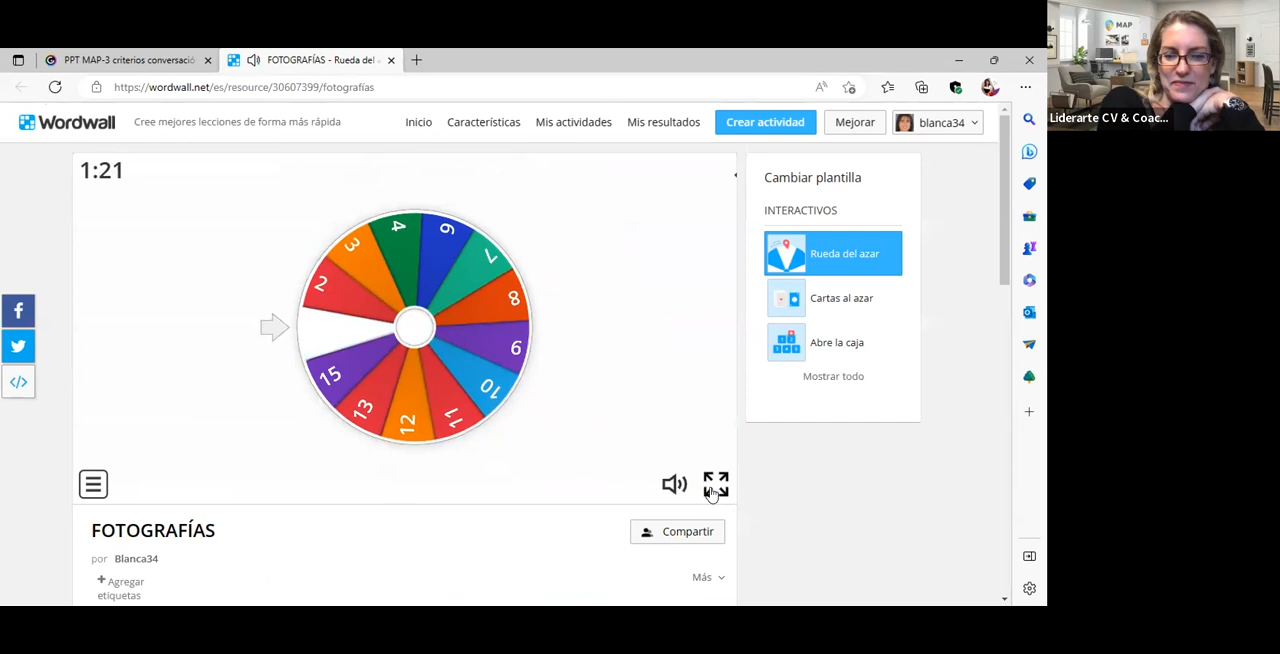 PPT MAP-3 criterios conversació
FOTOGRAFÍAS - Rueda del
https://wordwall.net/es/resource/30607399/fotografías
Wordwall
Cree mejores lecciones de forma más rápida
Inicio
Características
Mis actividades
Mis resultados
Crear actividad
Mejorar
blanca34
1:21
2
3
4
6
7
8
9
10
11
12
13
15
Cambiar plantilla
INTERACTIVOS
Rueda del azar
Cartas al azar
Abre la caja
Mostrar todo
FOTOGRAFÍAS
Compartir
por Blanca34
Agregar
etiquetas
Más
MAP
Liderarte CV & Coac...